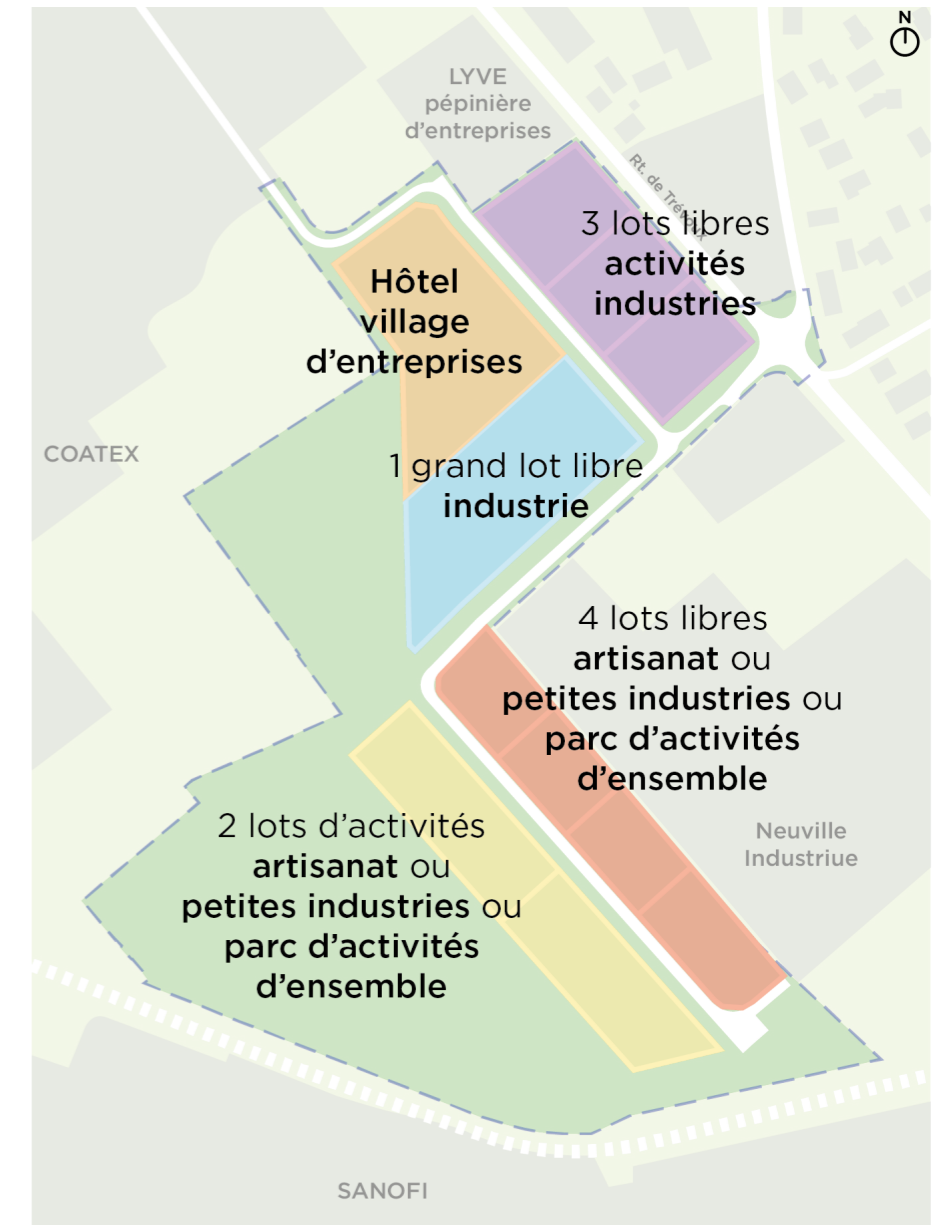 N
LYVE
pépinière
d'entreprises
Rt. de Trévoux
3 lots libres
activités
industries
Hôtel
village
d'entreprises
COATEX
1 grand lot libre
industrie
4 lots libres
artisanat ou
petites industries ou
parc d'activités
d'ensemble
Neuville
Industriue
2 lots d'activités
artisanat ou
petites industries ou
parc d'activités
d'ensemble
SANOFI